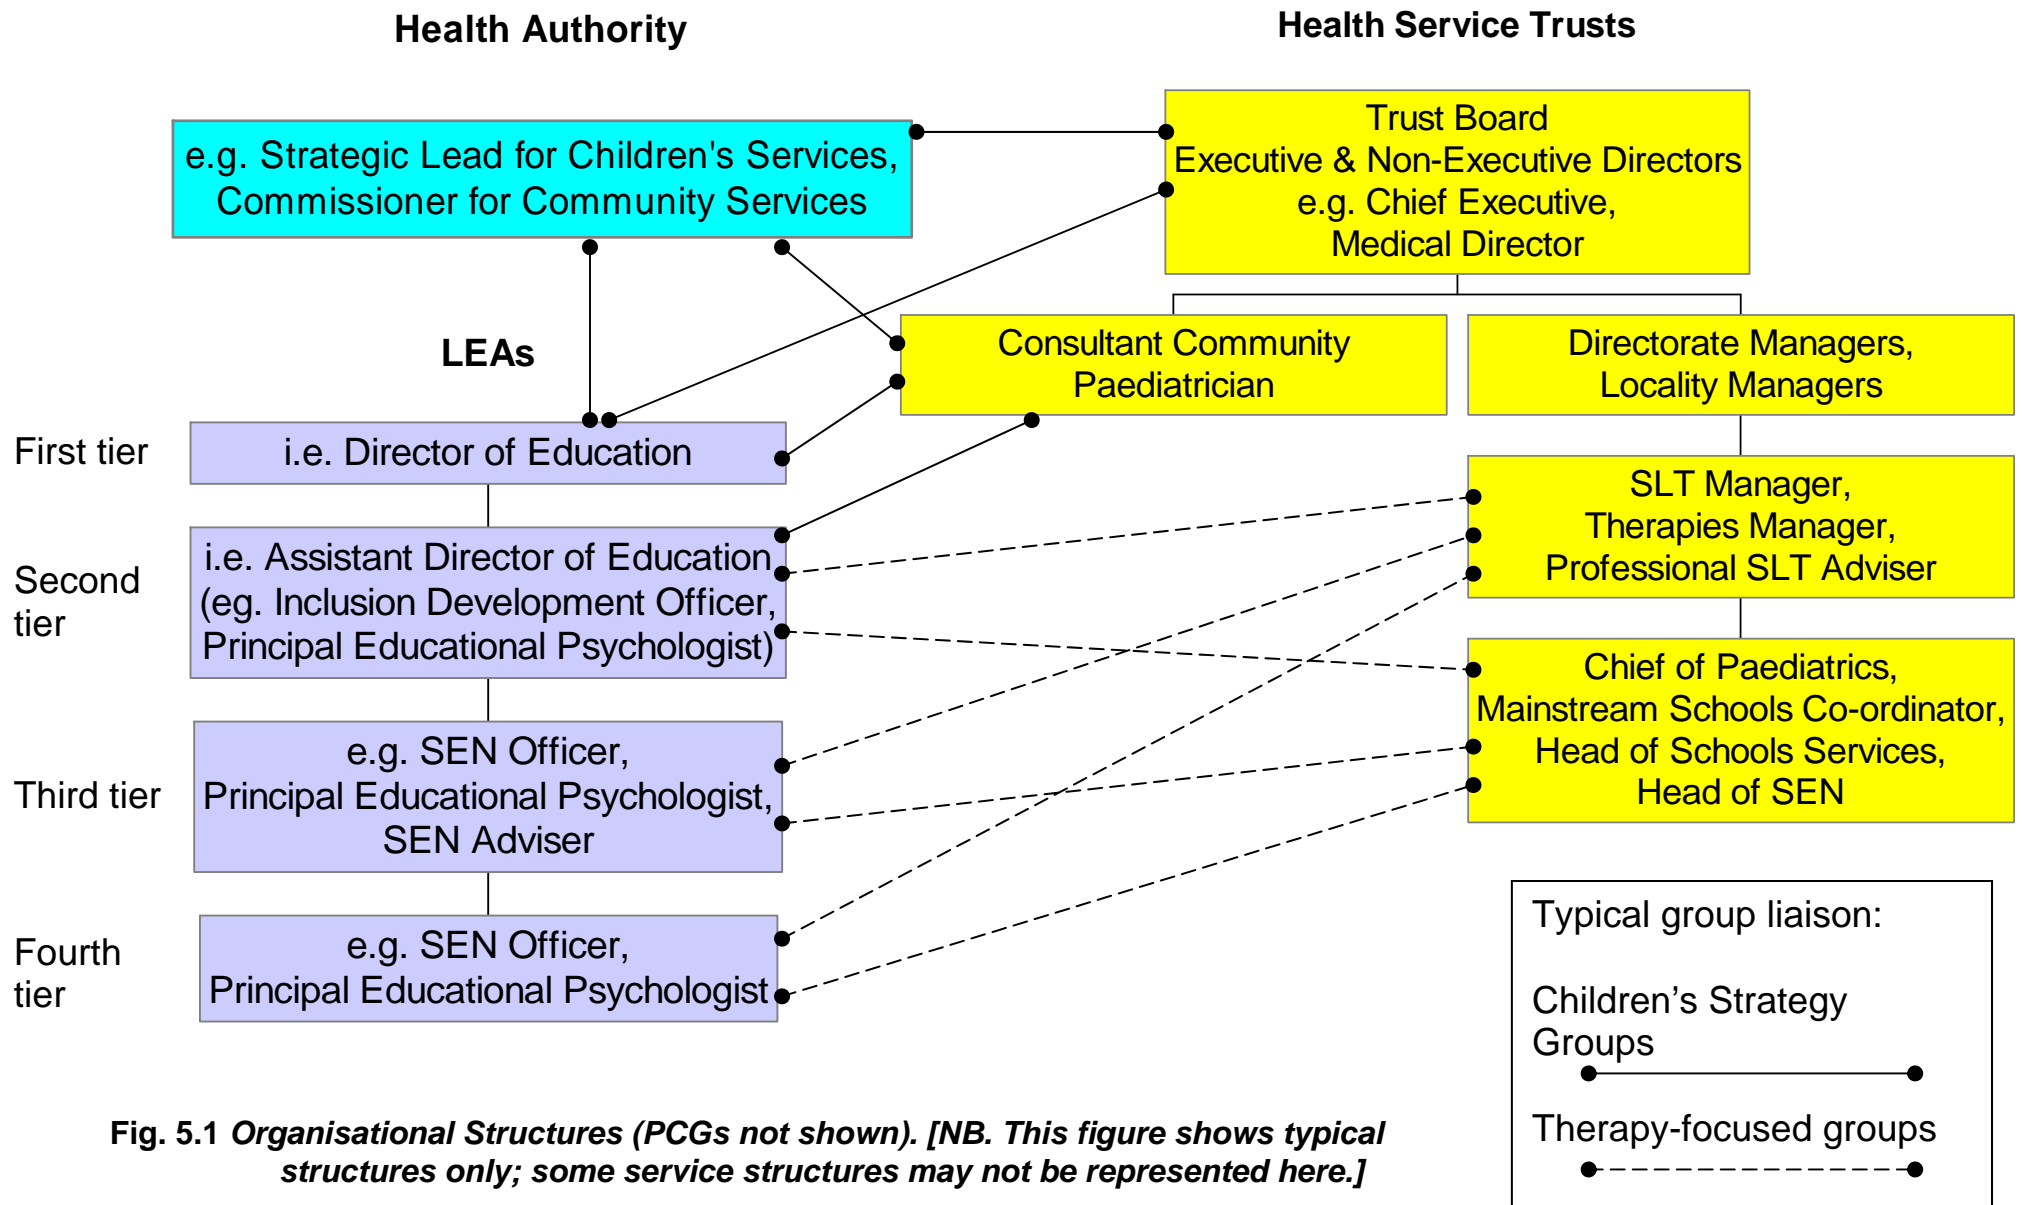 Health Authority
Health Service Trusts
e.g. Strategic Lead for Children's Services,
Commissioner for Community Services
Trust Board
Executive & Non-Executive Directors
e.g. Chief Executive,
Medical Director
LEAs
Consultant Community
Paediatrician
Directorate Managers,
Locality Managers
First tier
i.e. Director of Education
Second
tier
i.e. Assistant Director of Education
(eg. Inclusion Development Officer,
Principal Educational Psychologist)
SLT Manager,
Therapies Manager,
Professional SLT Adviser
Chief of Paediatrics,
Mainstream Schools Co-ordinator,
Head of Schools Services,
Head of SEN
Third tier
e.g. SEN Officer,
Principal Educational Psychologist,
SEN Adviser
Fourth
tier
e.g. SEN Officer,
Principal Educational Psychologist
Typical group liaison:
Children’s Strategy
Groups
Therapy-focused groups
Fig. 5.1 Organisational Structures (PCGs not shown). [NB. This figure shows typical
structures only; some service structures may not be represented here.]